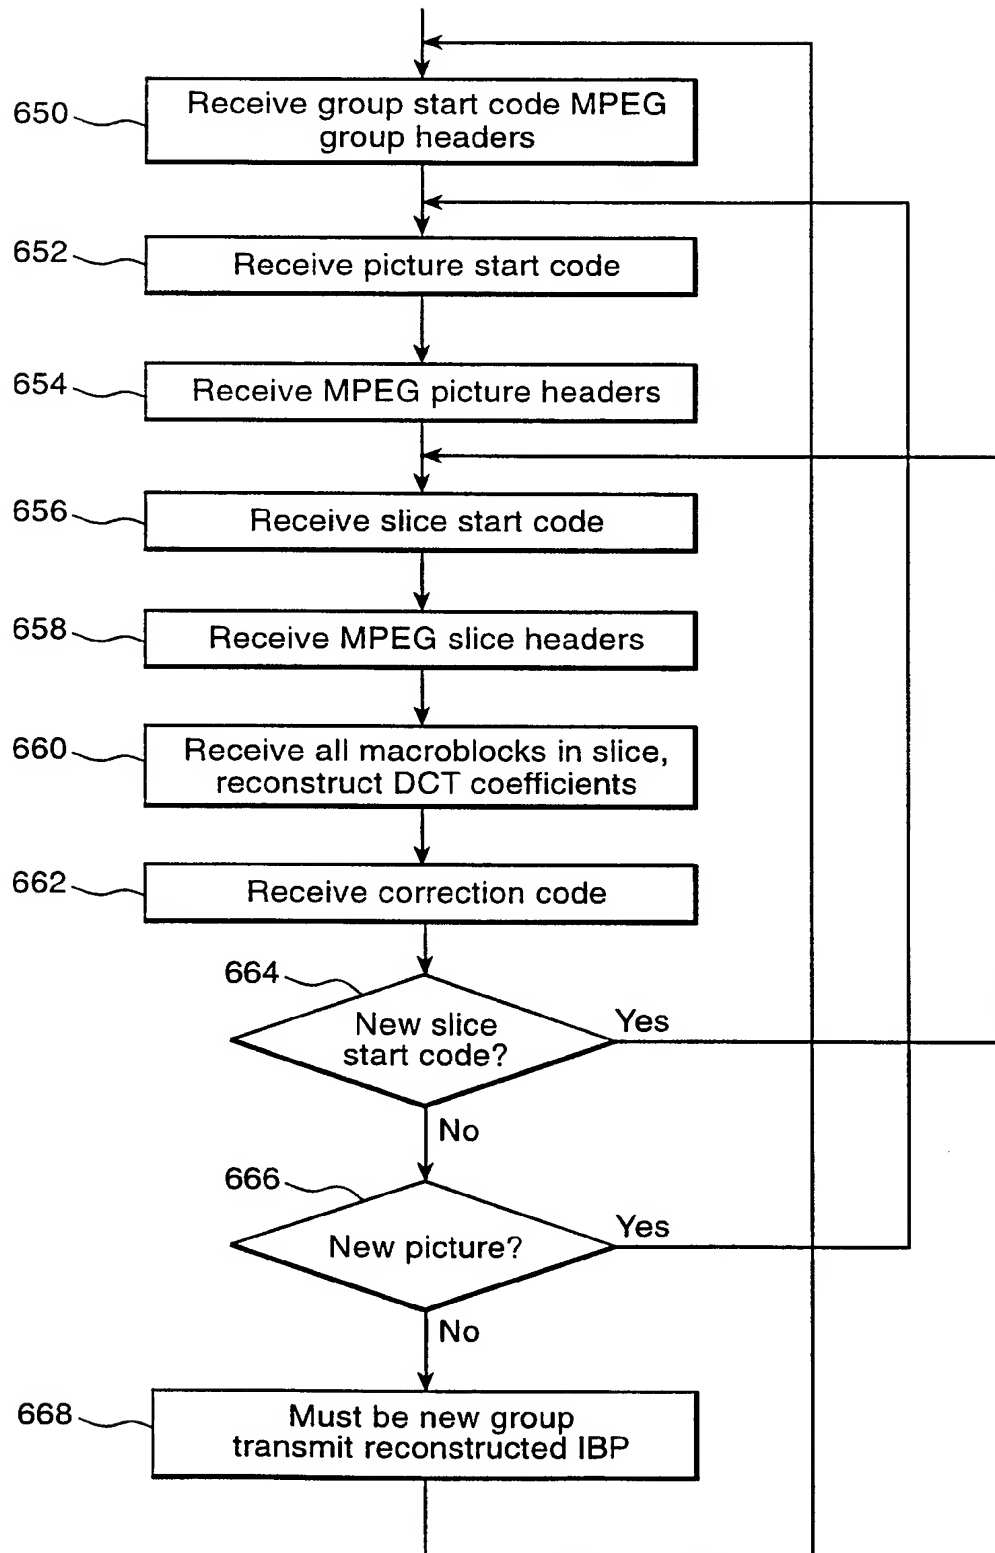 650
Receive group start code MPEG
group headers
652
Receive picture start code
654
Receive MPEG picture headers
656
Receive slice start code
658
Receive MPEG slice headers
660
Receive all macroblocks in slice,
reconstruct DCT coefficients
662
Receive correction code
664
New slice
start code?
Yes
No
666
New picture?
Yes
No
668
Must be new group
transmit reconstructed IBP